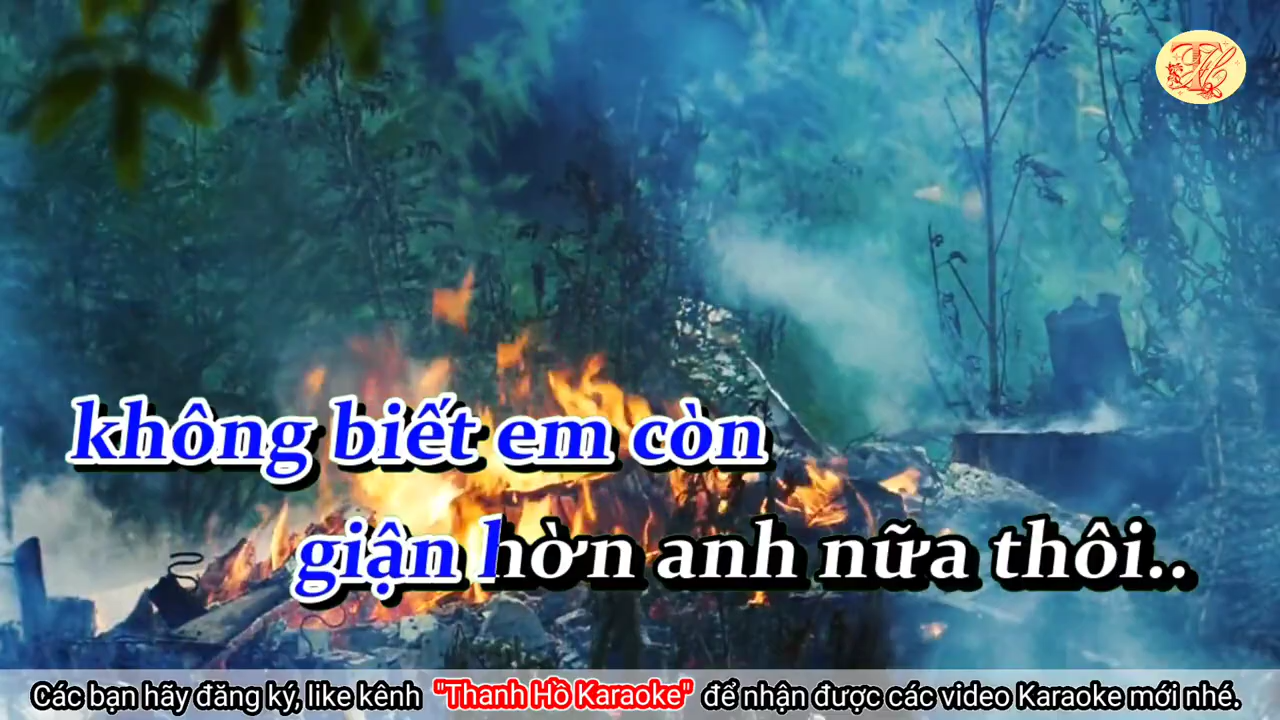 không biết em còn
giận hờn anh nữa thôi..
Các bạn hãy đăng ký, like kênh "Thanh Hồ Karaoke" để nhận được các video Karaoke mới nhé.